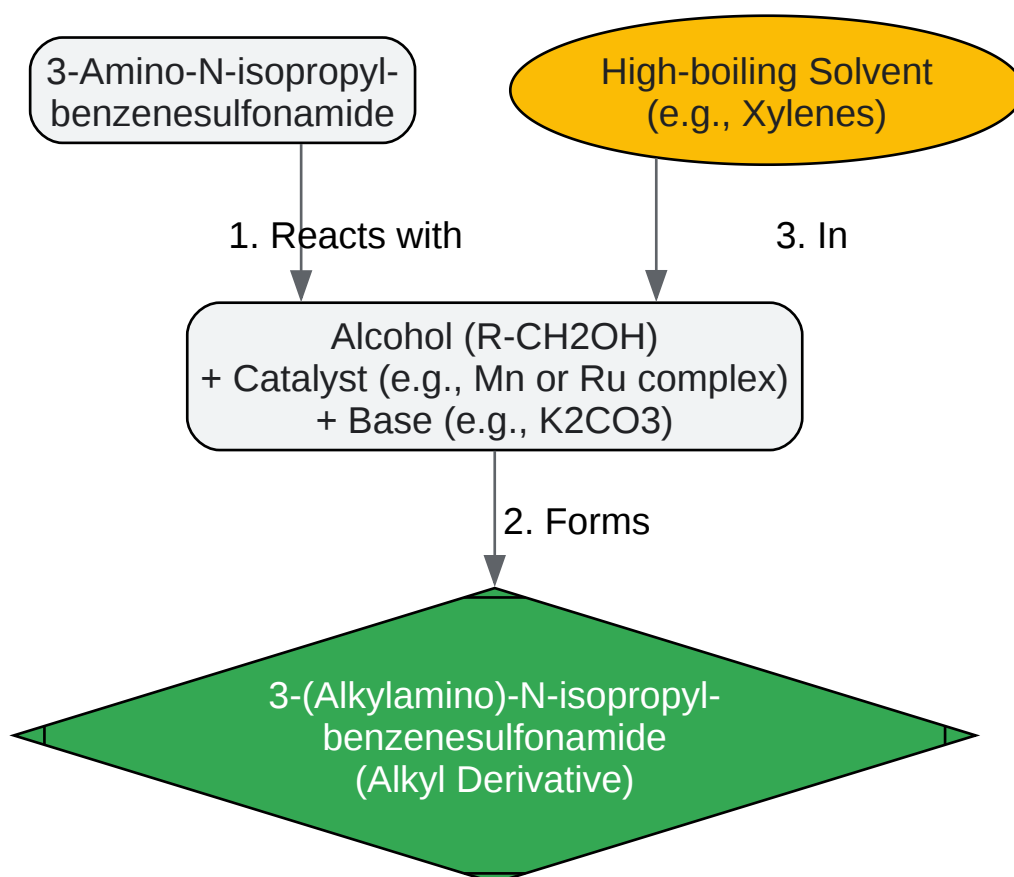 3-Amino-N-isopropyl-
benzenesulfonamide
High-boiling Solvent
(e.g., Xylenes)
1. Reacts with
3. In
Alcohol (R-CH2OH)
+ Catalyst (e.g., Mn or Ru complex)
+ Base (e.g., K2CO3)
2. Forms
3-(Alkylamino)-N-isopropyl-
benzenesulfonamide
(Alkyl Derivative)